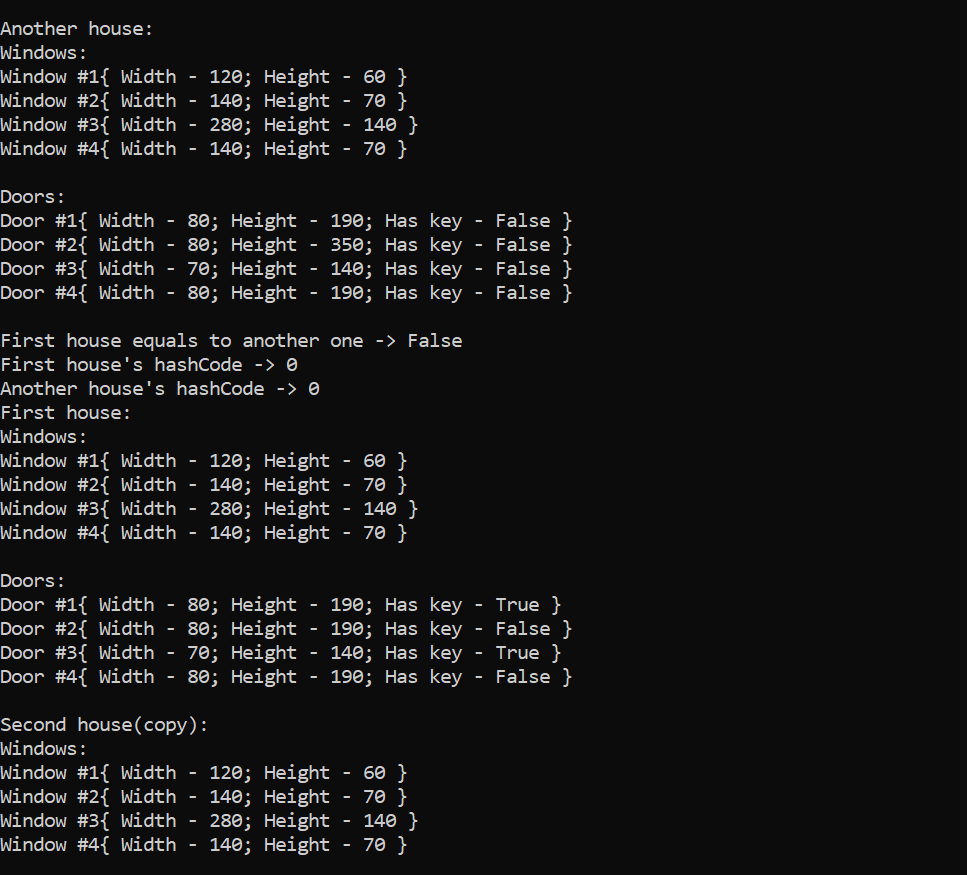 Another house:
Windows:
Window #1{ Width - 120; Height - 60 }
Window #2{ Width - 140; Height - 70 }
Window #3{ Width - 280; Height - 140 }
Window #4{ Width - 140; Height - 70 }
Doors:
Door #1{ Width - 80; Height - 190; Has key - False }
Door #2{ Width - 80; Height - 350; Has key - False }
Door #3{ Width - 70; Height - 140; Has key - False }
Door #4{ Width - 80; Height - 190; Has key - False }
First house equals to another one -> False
First house's hashCode -> 0
Another house's hashCode -> 0
First house:
Windows:
Window #1{ Width - 120; Height - 60 }
Window #2{ Width - 140; Height - 70 }
Window #3{ Width - 280; Height - 140 }
Window #4{ Width - 140; Height - 70 }
Doors:
Door #1{ Width - 80; Height - 190; Has key - True }
Door #2{ Width - 80; Height - 190; Has key - False }
Door #3{ Width - 70; Height - 140; Has key - True }
Door #4{ Width - 80; Height - 190; Has key - False }
Second house(copy):
Windows:
Window #1{ Width - 120; Height - 60 }
Window #2{ Width - 140; Height - 70 }
Window #3{ Width - 280; Height - 140 }
Window #4{ Width - 140; Height - 70 }